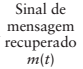 Sinal de
mensagem
recuperado
m(t)